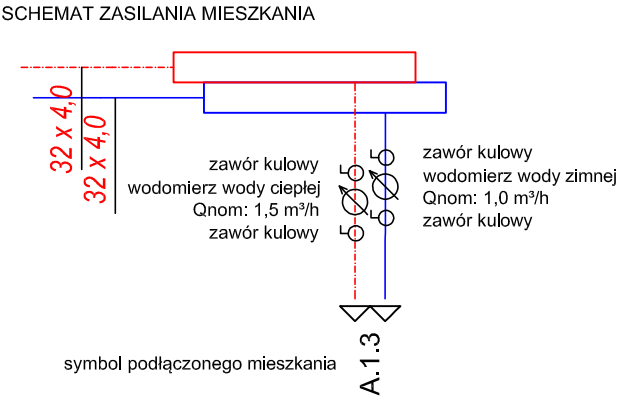 SCHEMAT ZASILANIA MIESZKANIA
32 x 4,0
32 x 4,0
zawór kulowy
wodomierz wody ciepłej
Qnom: 1,5 m³/h
zawór kulowy
zawór kulowy
wodomierz wody zimnej
Qnom: 1,0 m³/h
zawór kulowy
symbol podłączonego mieszkania
A.1.3